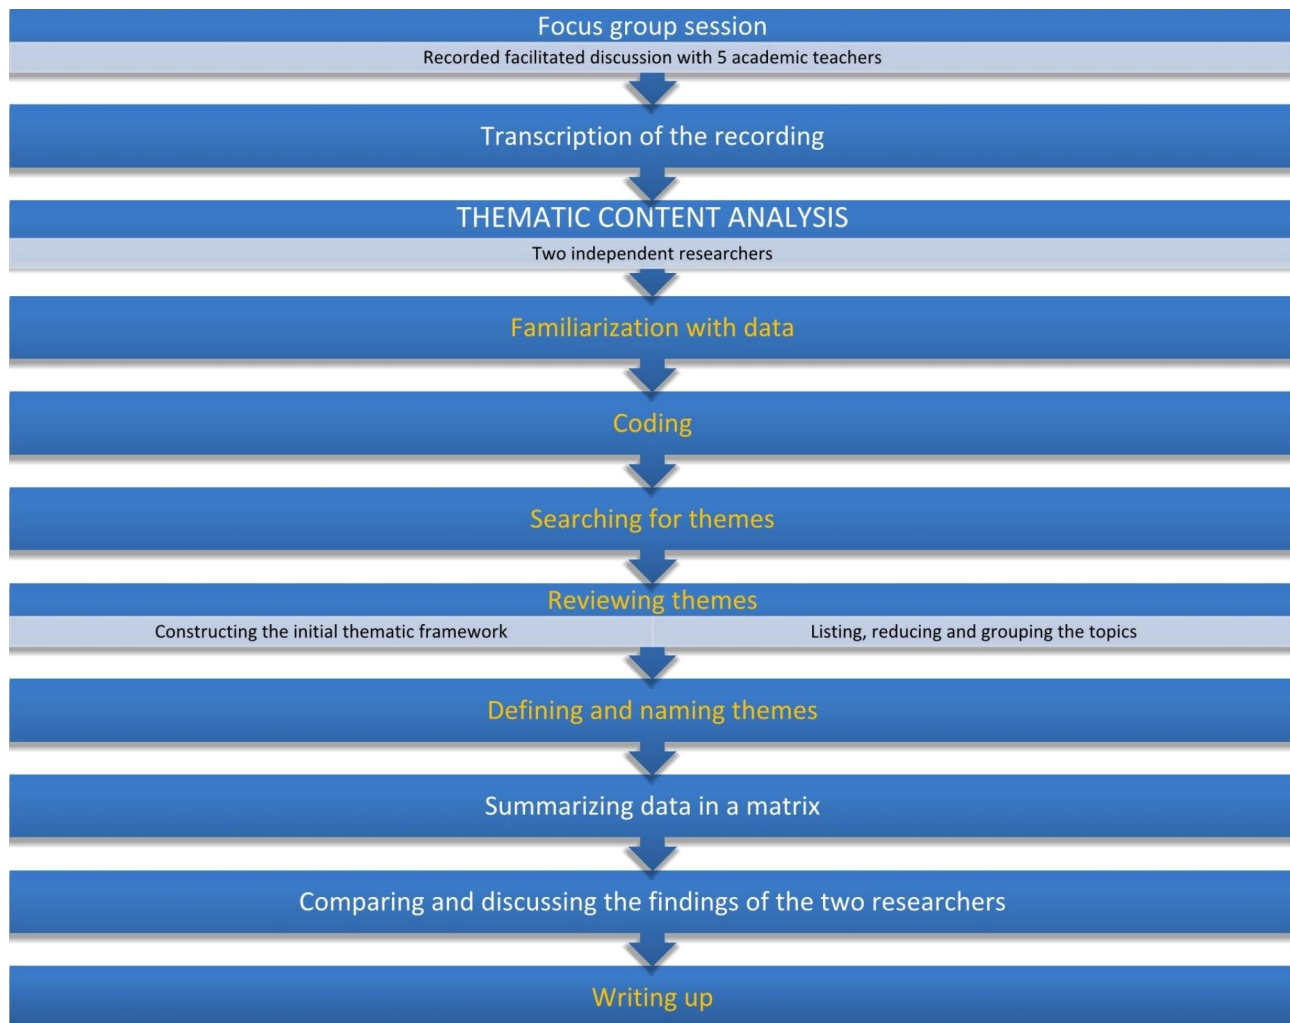 Focus group session
Recorded facilitated discussion with 5 academic teachers
Transcription of the recording
THEMATIC CONTENT ANALYSIS
Two independent researchers
Familiarization with data
Coding
Searching for themes
Reviewing themes
Constructing the initial thematic framework
Listing, reducing and grouping the topics
Defining and naming themes
Summarizing data in a matrix
Comparing and discussing the findings of the two researchers
Writing up